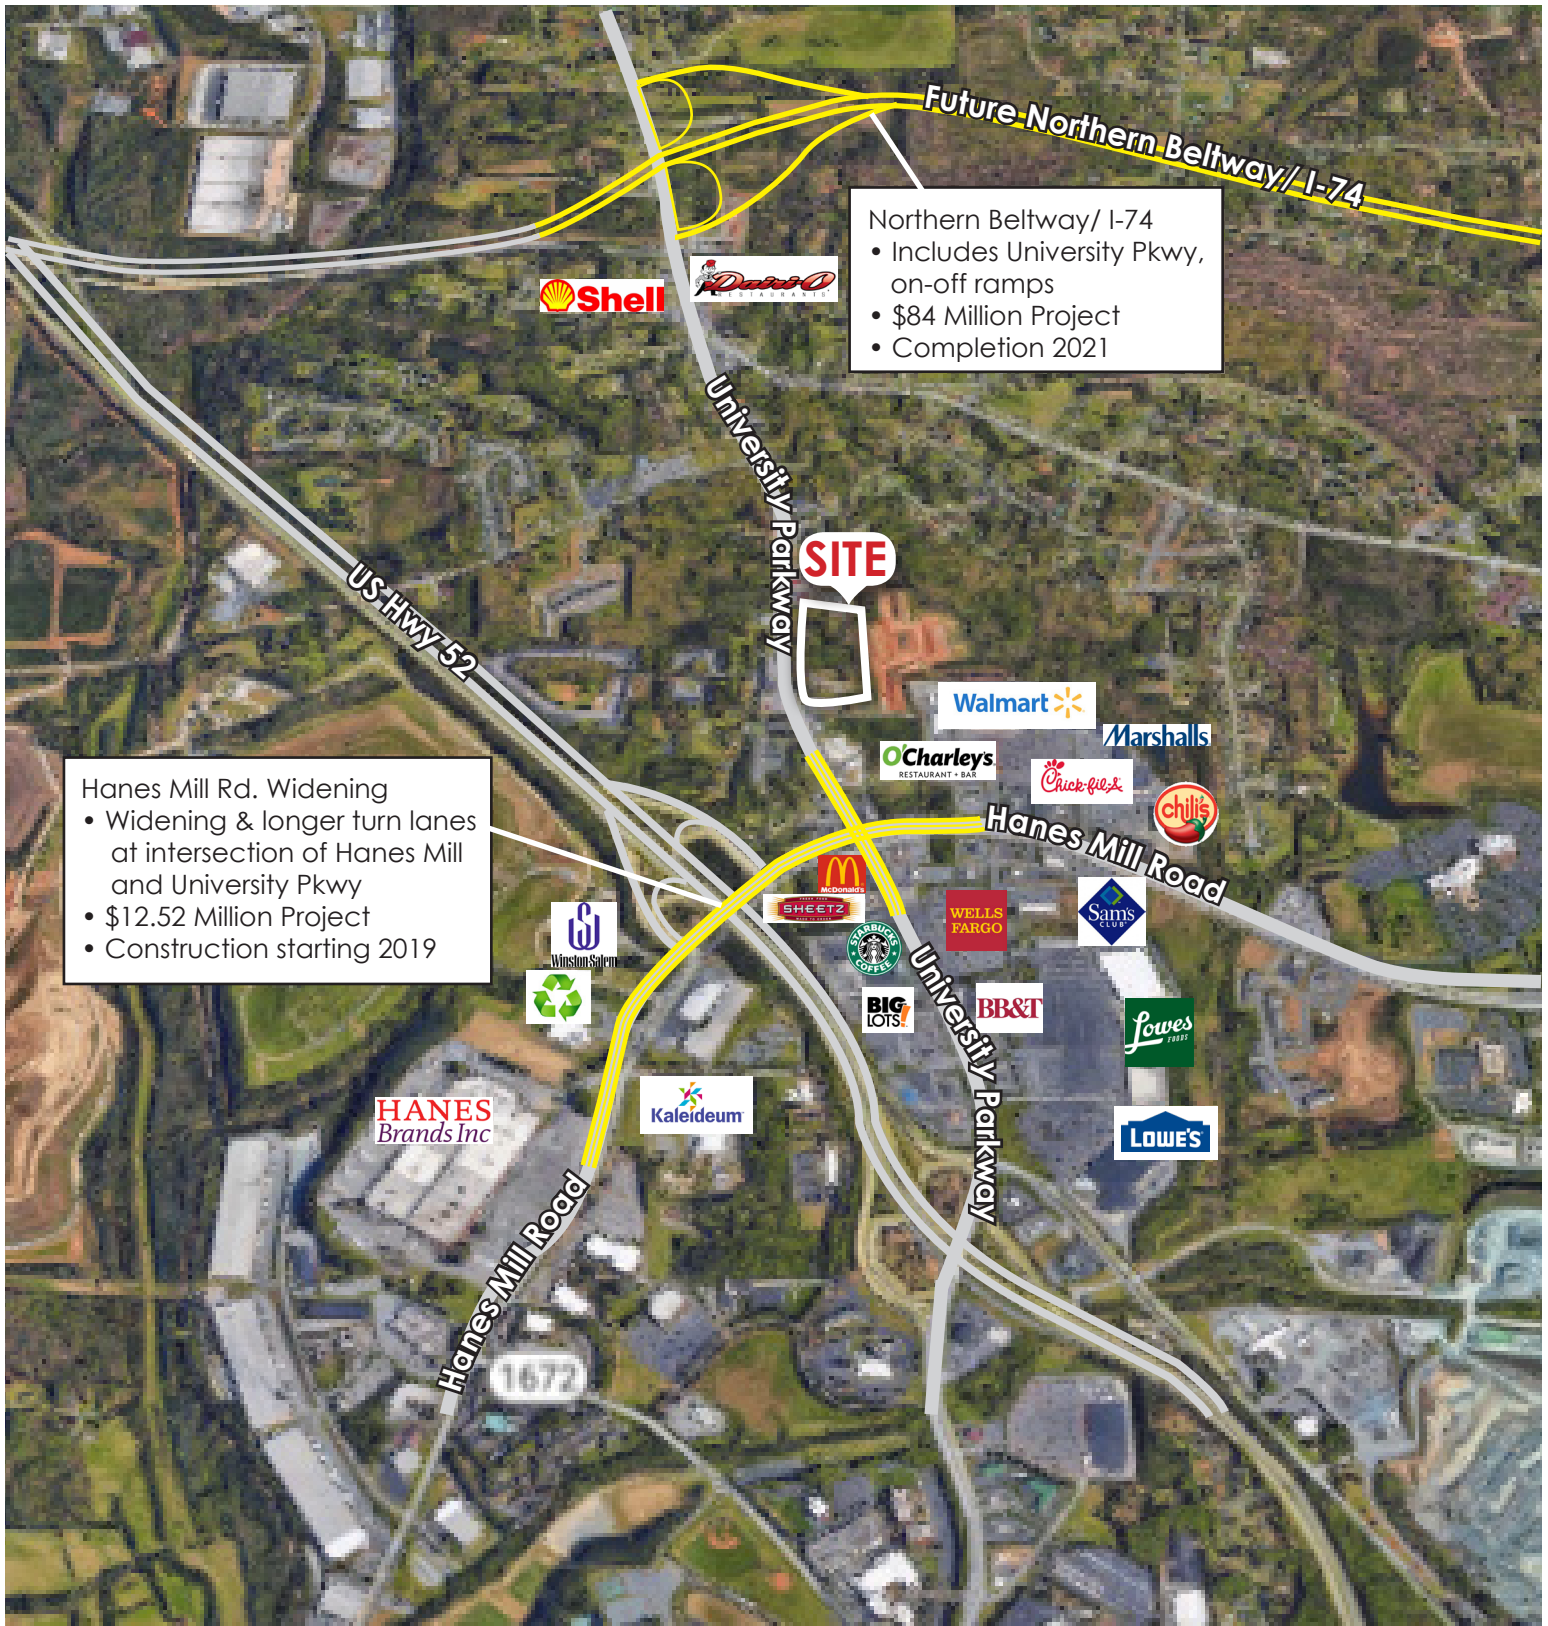 Future Northern Beltway/ I-74
Northern Beltway/ I-74
• Includes University Pkwy,
on-off ramps
• $84 Million Project
• Completion 2021
Shell
Dairi-O
RESTAURANTS
University Parkway
SITE
US Hwy 52
Walmart
Marshalls
O'Charley's
RESTAURANT + BAR
Chick-fil-A
chili's
Hanes Mill Rd. Widening
• Widening & longer turn lanes
at intersection of Hanes Mill
and University Pkwy
• $12.52 Million Project
• Construction starting 2019
Hanes Mill Road
McDonald's
SHEETZ
WELLS
FARGO
Sam's
CLUB
Winston-Salem
STARBUCKS
COFFEE
University Parkway
BIG
LOTS!
BB&T
Lowes
FOODS
HANES
Brands Inc
Kaleideum
LOWE'S
Hanes Mill Road
1672